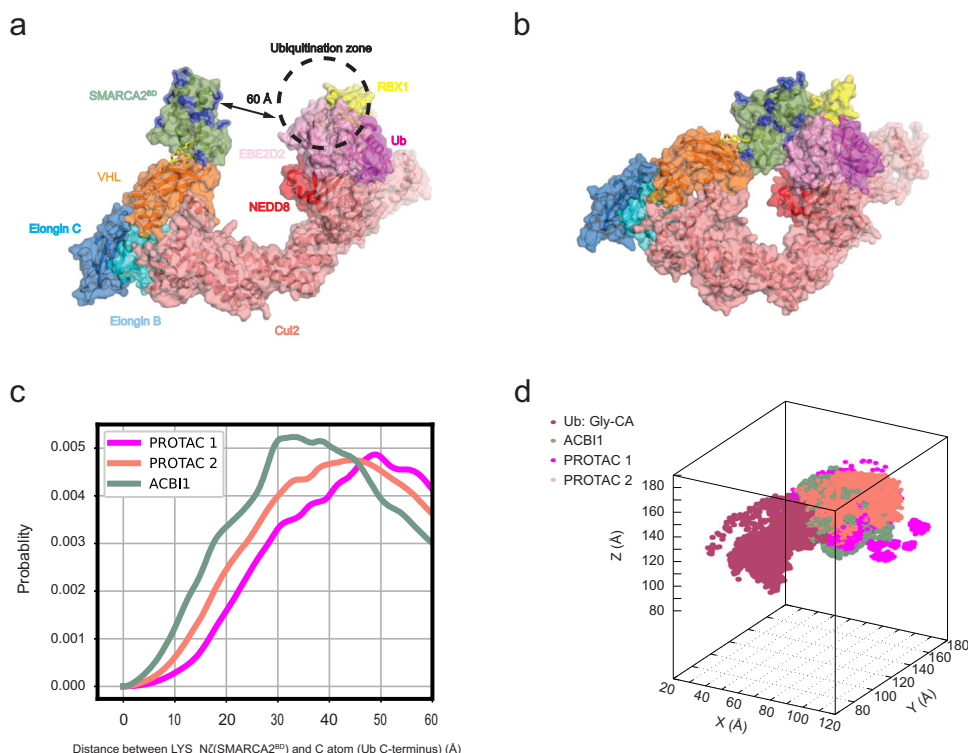 a
b
Ubiquitination zone
SMARCA2BD
RBX1
60 Å
EBE2D2
Ub
VHL
NEDD8
Elongin C
Elongin B
Cul2
c
PROTAC 1
PROTAC 2
ACBI1
0.005
0.004
0.003
0.002
0.001
0.000
Probablity
0 10 20 30 40 50 60
Distance between LYS_Nζ(SMARCA2BD) and C atom (Ub C-terminus) (Å)
d
Ub: Gly-CA
ACBI1
PROTAC 1
PROTAC 2
180
160
140
120
100
80
Z (Å)
20 40 60 80 100 120
X (Å)
80 100 120 140 160 180
Y (Å)